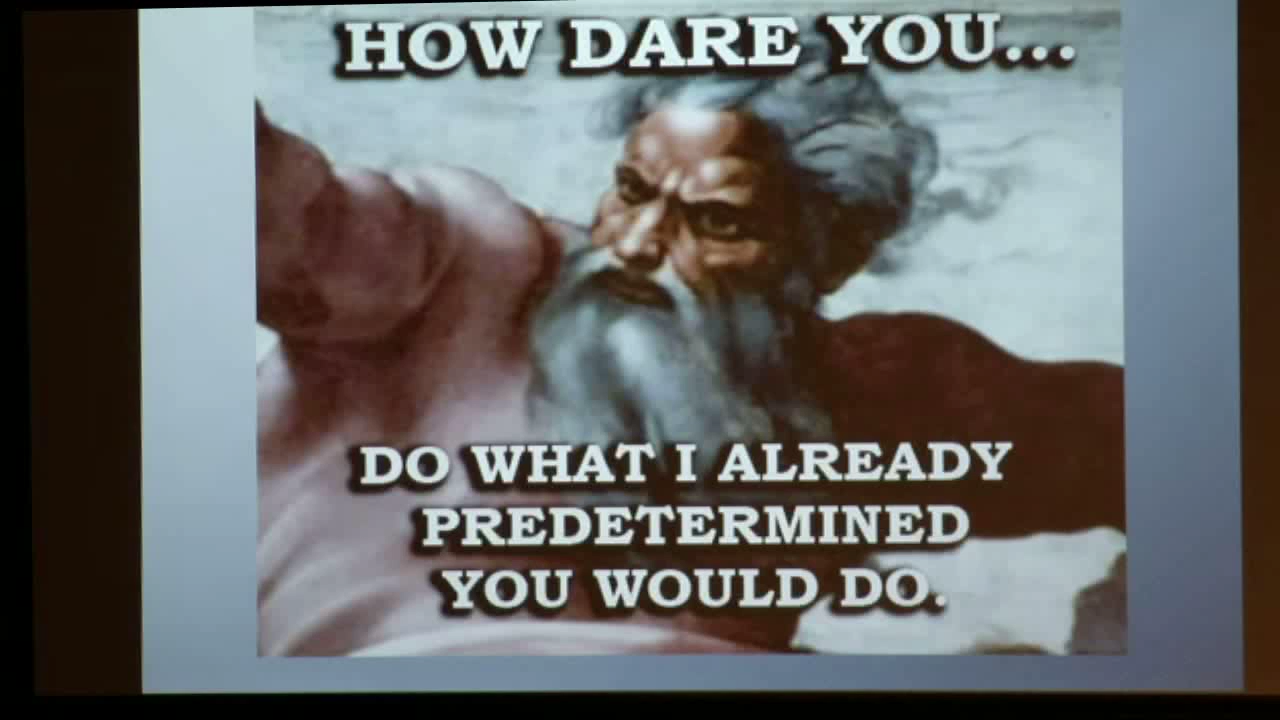 HOW DARE YOU...
DO WHAT I ALREADY
PREDETERMINED
YOU WOULD DO.